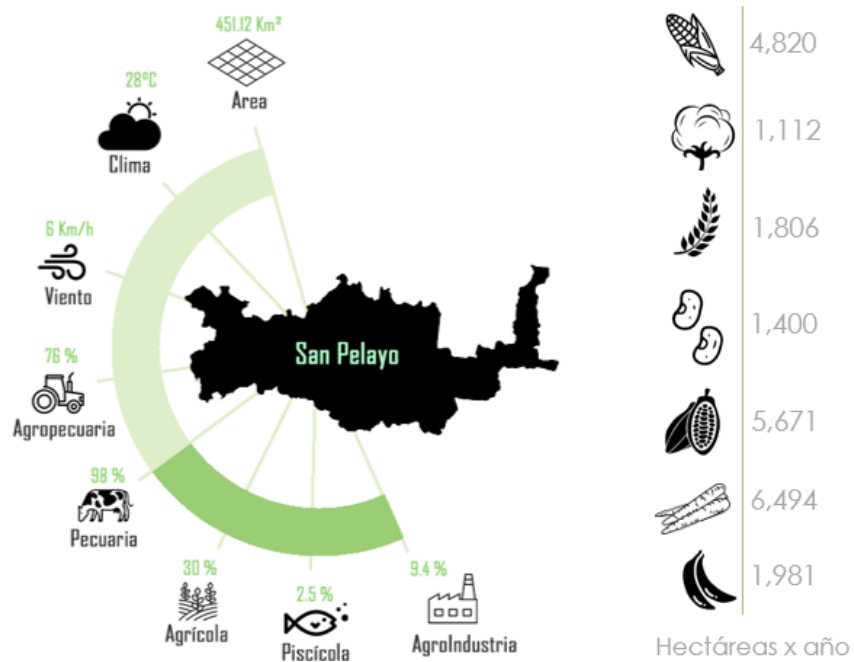 451.12 Km²
Area
28°C
Clima
6 Km/h
Viento
76 %
Agropecuaria
98 %
Pecuaria
30 %
Agrícola
2.5 %
Piscícola
9.4 %
AgroIndustria
San Pelayo
4,820
1,112
1,806
1,400
5,671
6,494
1,981
Hectáreas x año